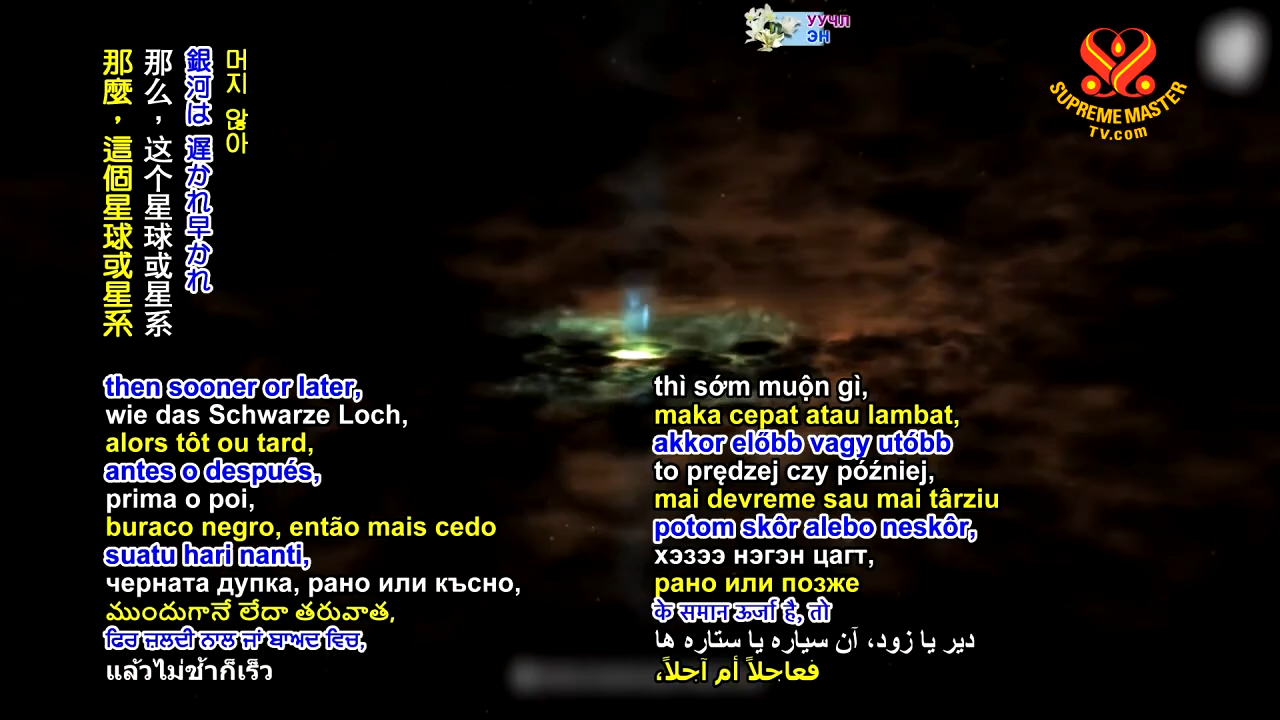 УУЧЛ
ЭН
SUPREME MASTER
TV.com
머지 않아
銀河は 遅かれ早かれ
那么，这个星球或星系
那麼，這個星球或星系
then sooner or later,
wie das Schwarze Loch,
alors tôt ou tard,
antes o después,
prima o poi,
buraco negro, então mais cedo
suatu hari nanti,
черната дупка, рано или късно,
ముందుగానే లేదా తరువాత,
ਫਿਰ ਜ਼ਲਦੀ ਨਾਲ ਜਾਂ ਬਾਅਦ ਵਿਚ,
แล้วไม่ช้าก็เร็ว
thì sớm muộn gì,
maka cepat atau lambat,
akkor előbb vagy utóbb
to prędzej czy później,
mai devreme sau mai târziu
potom skôr alebo neskôr,
хэзээ нэгэн цагт,
рано или позже
के समान ऊर्जा है, तो
دیر یا زود، آن سیاره یا ستاره ها
فعاجلاً أم آجلاً،